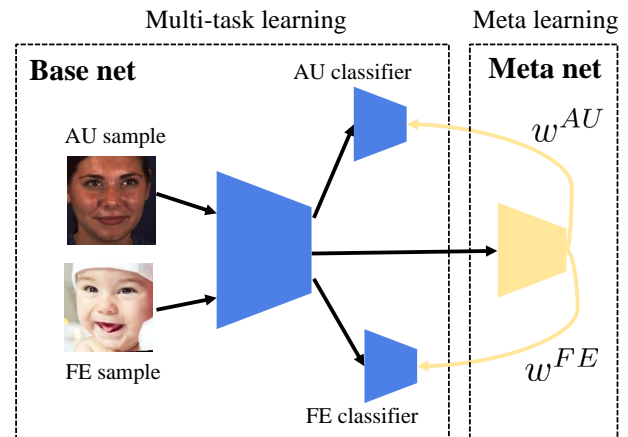 Multi-task learning
Meta learning
Base net
Meta net
AU classifier
AU sample
w^{AU}
FE sample
w^{FE}
FE classifier